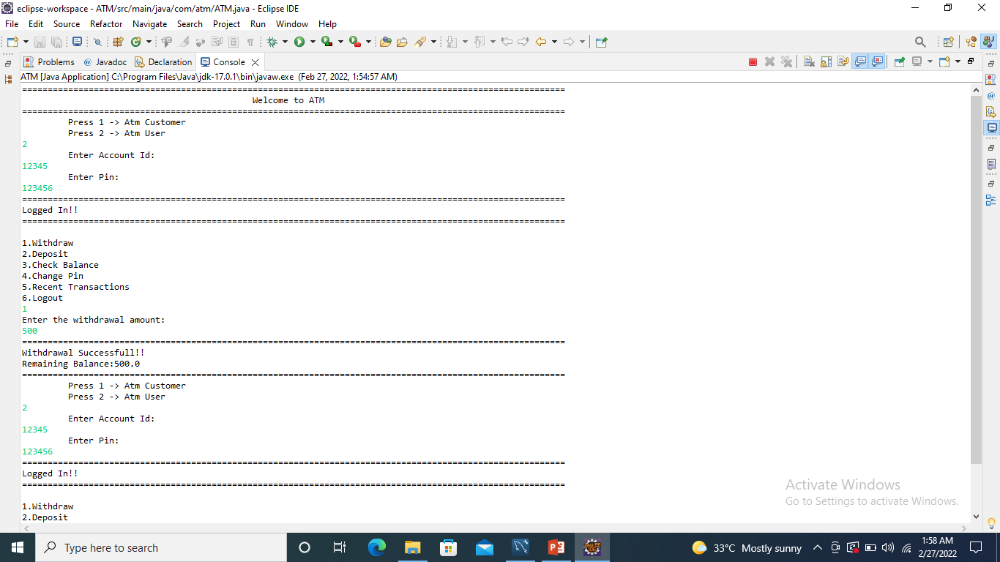 eclipse-workspace - ATM/src/main/java/com/atm/ATM.java - Eclipse IDE
File Edit Source Refactor Navigate Search Project Run Window Help
Problems @ Javadoc Declaration Console
ATM [Java Application] C:\Program Files\Java\jdk-17.0.1\bin\javaw.exe (Feb 27, 2022, 1:54:57 AM)
==========================================================================================================
Welcome to ATM
==========================================================================================================
Press 1 -> Atm Customer
Press 2 -> Atm User
2
Enter Account Id:
12345
Enter Pin:
123456
==========================================================================================================
Logged In!!
==========================================================================================================
1.Withdraw
2.Deposit
3.Check Balance
4.Change Pin
5.Recent Transactions
6.Logout
1
Enter the withdrawal amount:
500
==========================================================================================================
Withdrawal Successfull!!
Remaining Balance:500.0
==========================================================================================================
Press 1 -> Atm Customer
Press 2 -> Atm User
2
Enter Account Id:
12345
Enter Pin:
123456
==========================================================================================================
Logged In!!
==========================================================================================================
1.Withdraw
2.Deposit
Activate Windows
Go to Settings to activate Windows.
Type here to search
33°C Mostly sunny
1:58 AM
2/27/2022